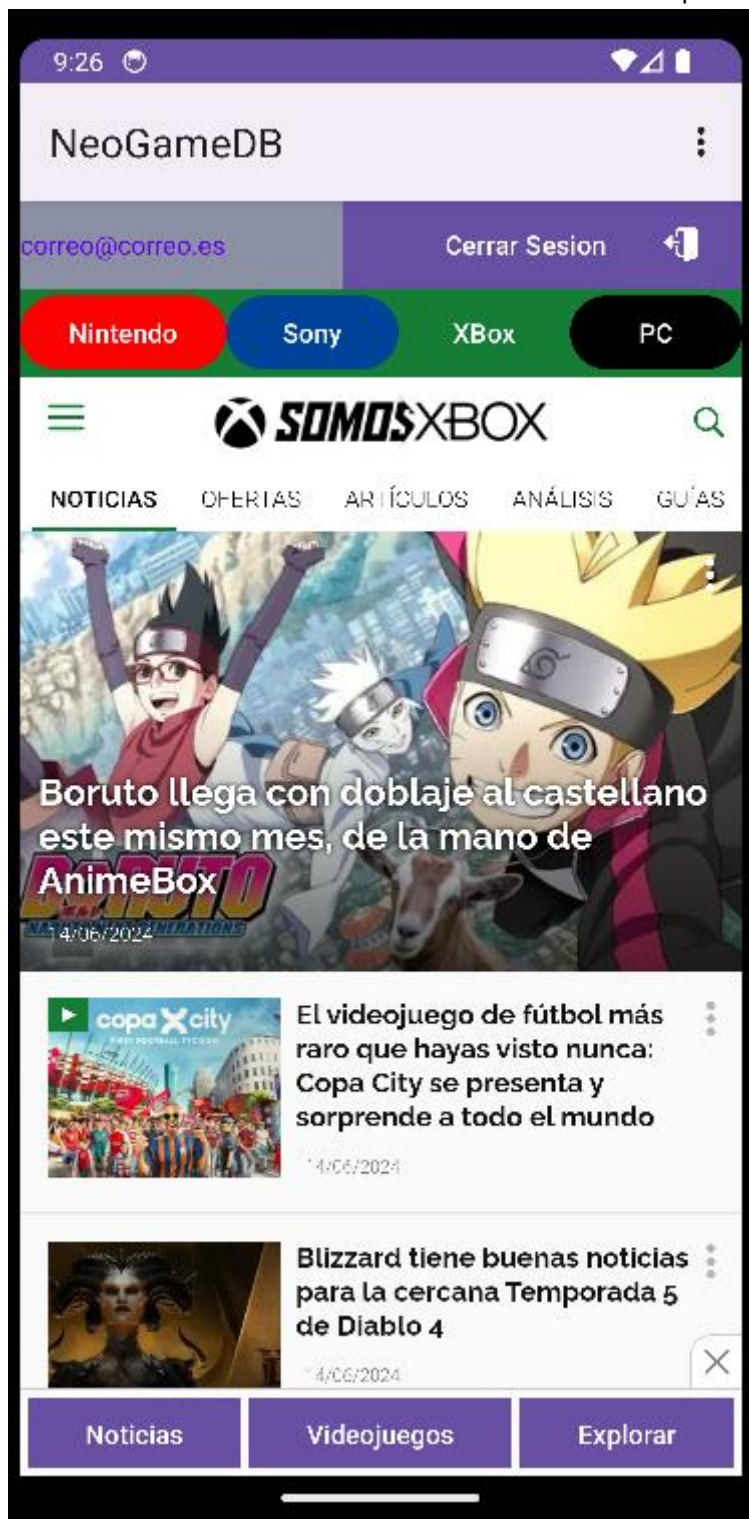 9:26
NeoGameDB
correo@correo.es
Cerrar Sesion
Nintendo
Sony
XBox
PC
SOMOSXBOX
NOTICIAS
OFERTAS
ARTÍCULOS
ANÁLISIS
GUÍAS
Boruto llega con doblaje al castellano
este mismo mes, de la mano de
AnimeBox
BORUTO
14/06/2024
copa city
FIRST FOOTBALL TYCOON
El videojuego de fútbol más
raro que hayas visto nunca:
Copa City se presenta y
sorprende a todo el mundo
14/06/2024
Blizzard tiene buenas noticias
para la cercana Temporada 5
de Diablo 4
14/06/2024
Noticias
Videojuegos
Explorar